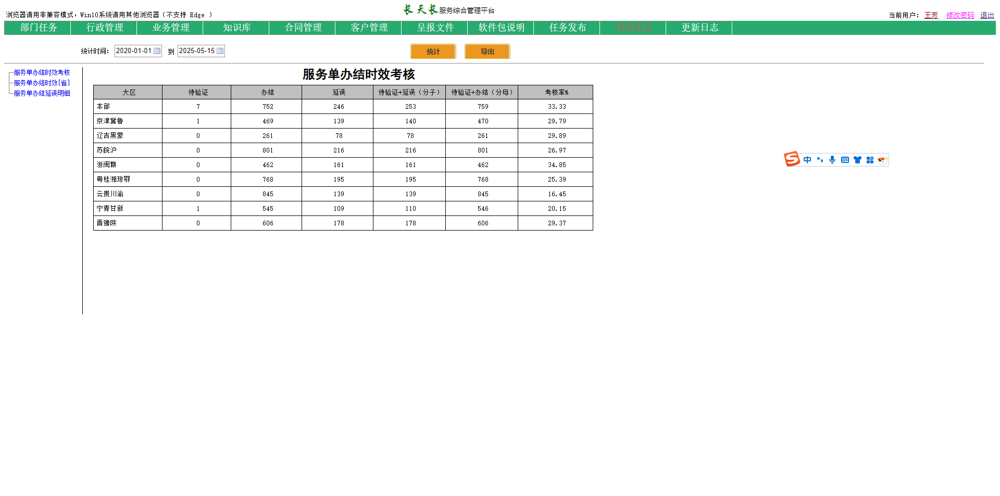 浏览器请用非兼容模式，Win10系统请用其他浏览器（不支持 Edge ）
长天长服务综合管理平台
当前用户： 王芳 修改密码 退出
部门任务 行政管理 业务管理 知识库 合同管理 客户管理 呈报文件 软件包说明 任务发布 快捷报表 更新日志
统计时间： 2020-01-01 到 2025-05-15 统计 导出
服务单办结时效考核
服务单办结时效[省]
服务单办结延误明细
服务单办结时效考核
大区 待验证 办结 延误 待验证+延误（分子） 待验证+办结（分母） 考核率%
本部 7 752 246 253 759 33.33
京津冀鲁 1 469 139 140 470 29.79
辽吉黑蒙 0 261 78 78 261 29.89
苏皖沪 0 801 216 216 801 26.97
浙闽赣 0 462 161 161 462 34.85
粤桂湘琼鄂 0 768 195 195 768 25.39
云贵川渝 0 845 139 139 845 16.45
宁青甘新 1 545 109 110 546 20.15
晋豫陕 0 606 178 178 606 29.37
中